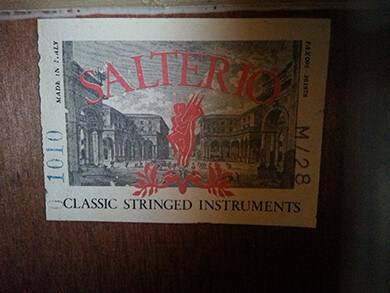 MADE IN ITALY
SALTERIO
1010
M/28
CLASSIC STRINGED INSTRUMENTS